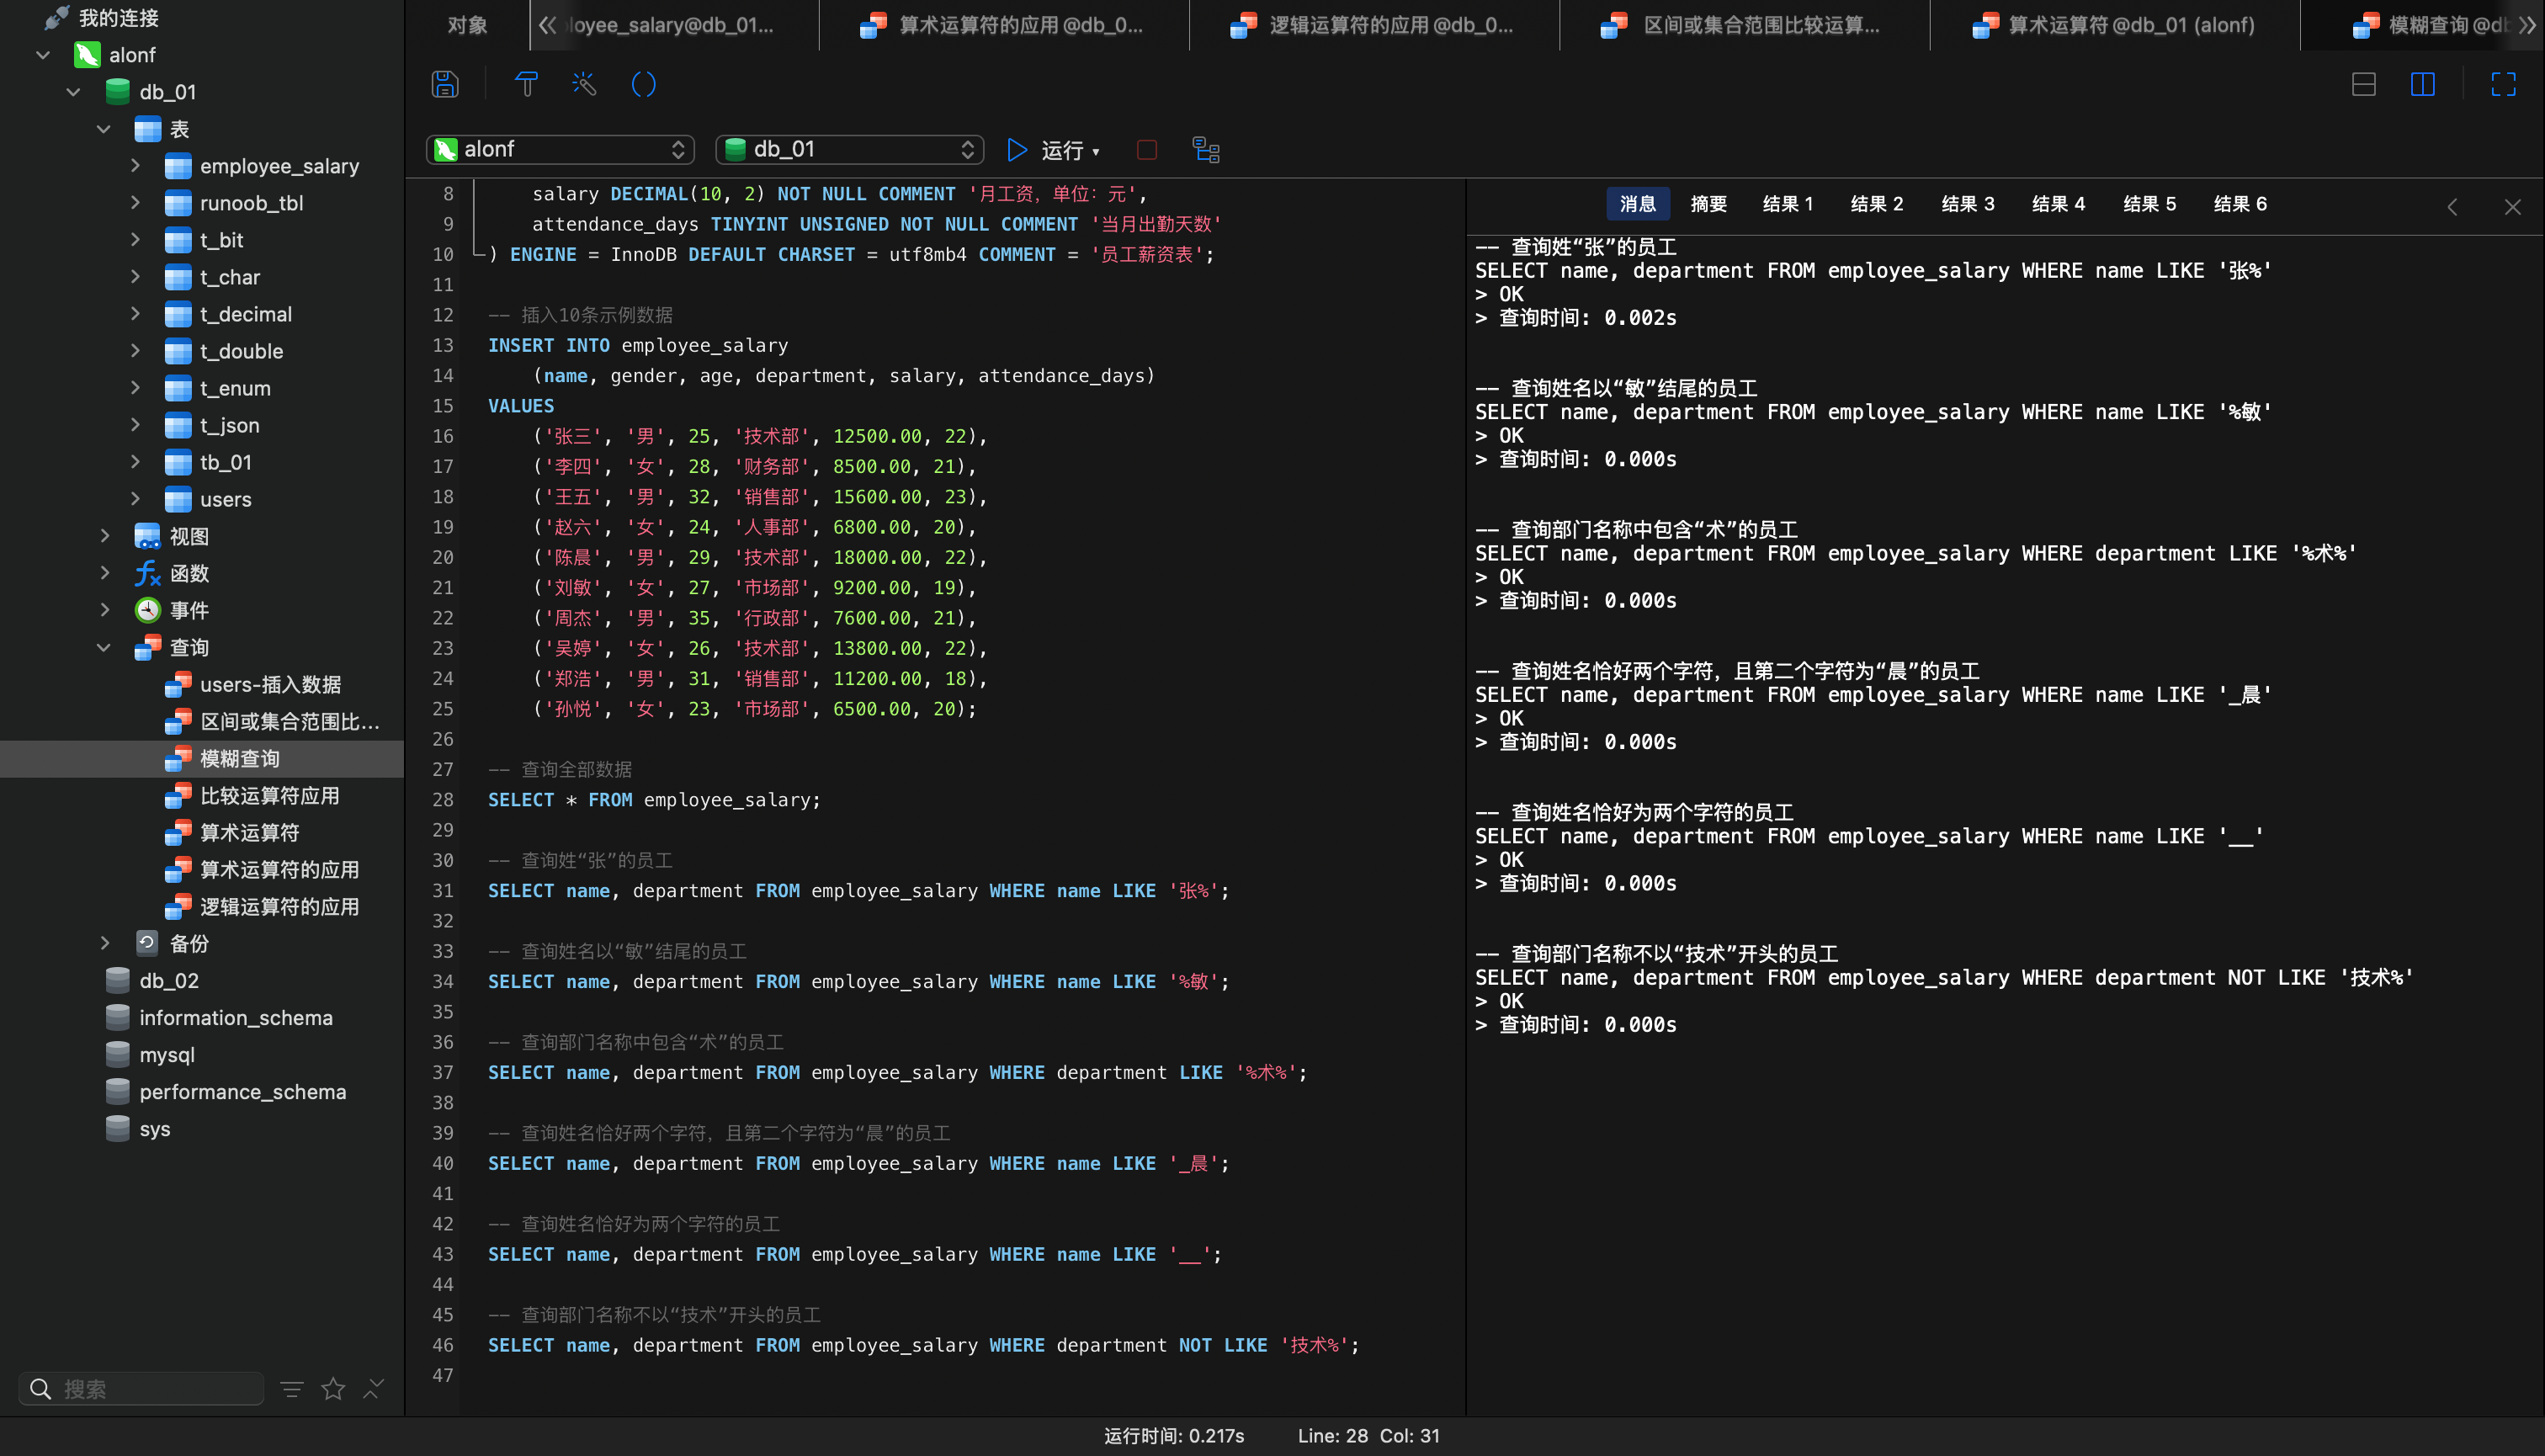 我的连接
alonf
db_01
表
employee_salary
runoob_tbl
t_bit
t_char
t_decimal
t_double
t_enum
t_json
tb_01
users
视图
函数
事件
查询
users-插入数据
区间或集合范围比...
模糊查询
比较运算符应用
算术运算符
算术运算符的应用
逻辑运算符的应用
备份
db_02
information_schema
mysql
performance_schema
sys
搜索
对象
loyee_salary@db_01...
算术运算符的应用@db_0...
逻辑运算符的应用@db_0...
区间或集合范围比较运算...
算术运算符@db_01 (alonf)
模糊查询@db
alonf
db_01
运行
8 salary DECIMAL(10, 2) NOT NULL COMMENT '月工资，单位：元',
9 attendance_days TINYINT UNSIGNED NOT NULL COMMENT '当月出勤天数'
10 ) ENGINE = InnoDB DEFAULT CHARSET = utf8mb4 COMMENT = '员工薪资表';
11
12 -- 插入10条示例数据
13 INSERT INTO employee_salary
14 (name, gender, age, department, salary, attendance_days)
15 VALUES
16 ('张三', '男', 25, '技术部', 12500.00, 22),
17 ('李四', '女', 28, '财务部', 8500.00, 21),
18 ('王五', '男', 32, '销售部', 15600.00, 23),
19 ('赵六', '女', 24, '人事部', 6800.00, 20),
20 ('陈晨', '男', 29, '技术部', 18000.00, 22),
21 ('刘敏', '女', 27, '市场部', 9200.00, 19),
22 ('周杰', '男', 35, '行政部', 7600.00, 21),
23 ('吴婷', '女', 26, '技术部', 13800.00, 22),
24 ('郑浩', '男', 31, '销售部', 11200.00, 18),
25 ('孙悦', '女', 23, '市场部', 6500.00, 20);
26
27 -- 查询全部数据
28 SELECT * FROM employee_salary;
29
30 -- 查询姓“张”的员工
31 SELECT name, department FROM employee_salary WHERE name LIKE '张%';
32
33 -- 查询姓名以“敏”结尾的员工
34 SELECT name, department FROM employee_salary WHERE name LIKE '%敏';
35
36 -- 查询部门名称中包含“术”的员工
37 SELECT name, department FROM employee_salary WHERE department LIKE '%术%';
38
39 -- 查询姓名恰好两个字符，且第二个字符为“晨”的员工
40 SELECT name, department FROM employee_salary WHERE name LIKE '_晨';
41
42 -- 查询姓名恰好为两个字符的员工
43 SELECT name, department FROM employee_salary WHERE name LIKE '__';
44
45 -- 查询部门名称不以“技术”开头的员工
46 SELECT name, department FROM employee_salary WHERE department NOT LIKE '技术%';
47
消息 摘要 结果 1 结果 2 结果 3 结果 4 结果 5 结果 6
-- 查询姓“张”的员工
SELECT name, department FROM employee_salary WHERE name LIKE '张%'
> OK
> 查询时间: 0.002s
-- 查询姓名以“敏”结尾的员工
SELECT name, department FROM employee_salary WHERE name LIKE '%敏'
> OK
> 查询时间: 0.000s
-- 查询部门名称中包含“术”的员工
SELECT name, department FROM employee_salary WHERE department LIKE '%术%'
> OK
> 查询时间: 0.000s
-- 查询姓名恰好两个字符，且第二个字符为“晨”的员工
SELECT name, department FROM employee_salary WHERE name LIKE '_晨'
> OK
> 查询时间: 0.000s
-- 查询姓名恰好为两个字符的员工
SELECT name, department FROM employee_salary WHERE name LIKE '__'
> OK
> 查询时间: 0.000s
-- 查询部门名称不以“技术”开头的员工
SELECT name, department FROM employee_salary WHERE department NOT LIKE '技术%'
> OK
> 查询时间: 0.000s
运行时间: 0.217s Line: 28 Col: 31